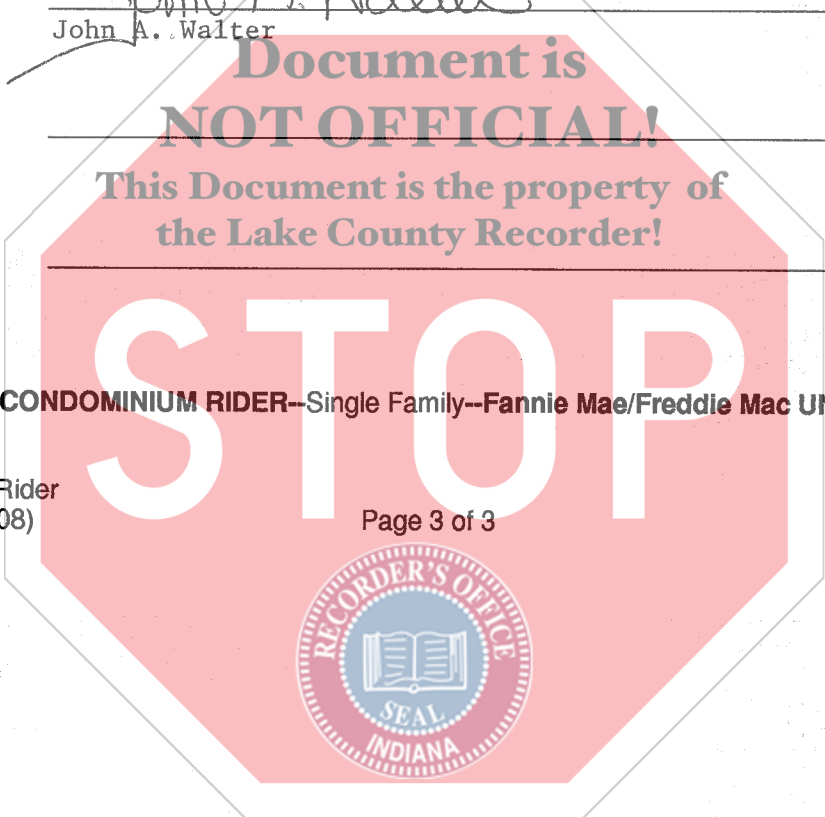 John A. Walter
Document is
NOT OFFICIAL!
This Document is the property of
the Lake County Recorder!
STOP
CONDOMINIUM RIDER--Single Family--Fannie Mae/Freddie Mac UN
Rider
08)
Page 3 of 3
RECORDER'S OFFICE
SEAL
INDIANA